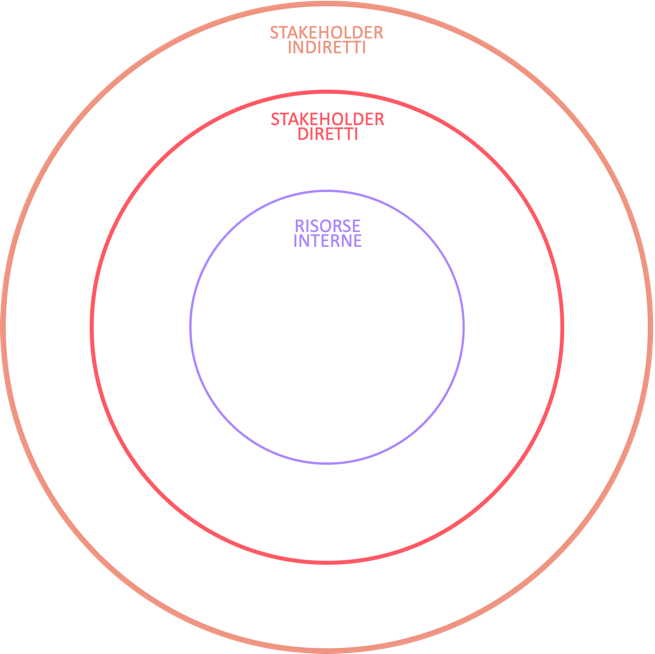 STAKEHOLDER
INDIRETTI
STAKEHOLDER
DIRETTI
RISORSE
INTERNE